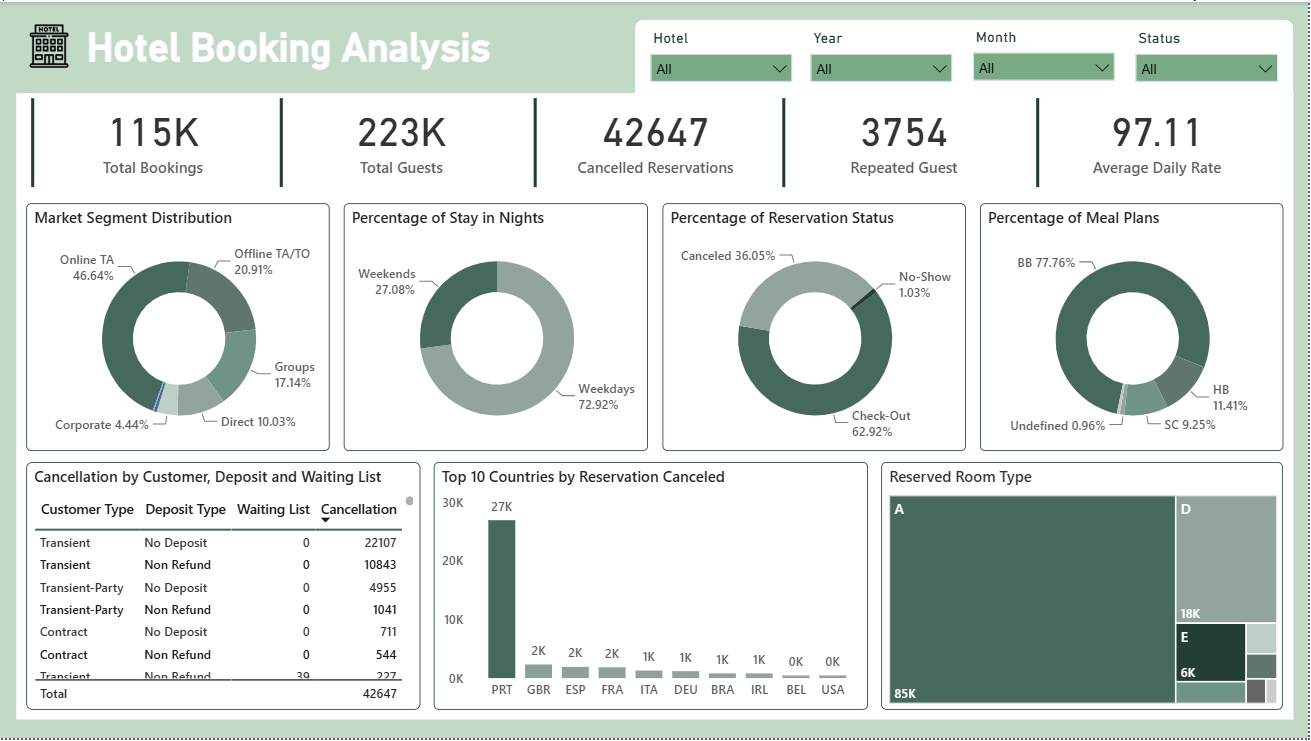 HOTEL
Hotel Booking Analysis
Hotel
Year
Month
Status
All
All
All
All
115K
Total Bookings
223K
Total Guests
42647
Cancelled Reservations
3754
Repeated Guest
97.11
Average Daily Rate
Market Segment Distribution
Online TA
46.64%
Offline TA/TO
20.91%
Groups
17.14%
Direct 10.03%
Corporate 4.44%
Percentage of Stay in Nights
Weekends
27.08%
Weekdays
72.92%
Percentage of Reservation Status
Canceled 36.05%
No-Show
1.03%
Check-Out
62.92%
Percentage of Meal Plans
BB 77.76%
HB
11.41%
SC 9.25%
Undefined 0.96%
Cancellation by Customer, Deposit and Waiting List
Customer Type Deposit Type Waiting List Cancellation
Transient No Deposit 0 22107
Transient Non Refund 0 10843
Transient-Party No Deposit 0 4955
Transient-Party Non Refund 0 1041
Contract No Deposit 0 711
Contract Non Refund 0 544
Transient Non Refund 39 227
Total 42647
Top 10 Countries by Reservation Canceled
30K
20K
10K
0K
27K 2K 2K 2K 1K 1K 1K 1K 0K 0K
PRT GBR ESP FRA ITA DEU BRA IRL BEL USA
Reserved Room Type
A
85K
D
18K
E
6K